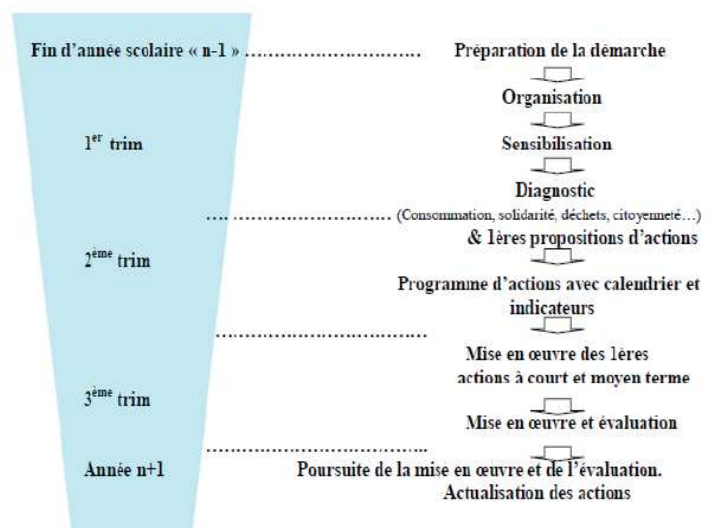 Fin d'année scolaire « n-1 » ……………………………… Préparation de la démarche
Organisation
1er trim
Sensibilisation
Diagnostic
…. …………………………… (Consommation, solidarité, déchets, citoyenneté…)
& 1ères propositions d'actions
2ème trim
Programme d'actions avec calendrier et
indicateurs
Mise en œuvre des 1ères
actions à court et moyen terme
3ème trim
Mise en œuvre et évaluation
Année n+1 Poursuite de la mise en œuvre et de l'évaluation.
Actualisation des actions